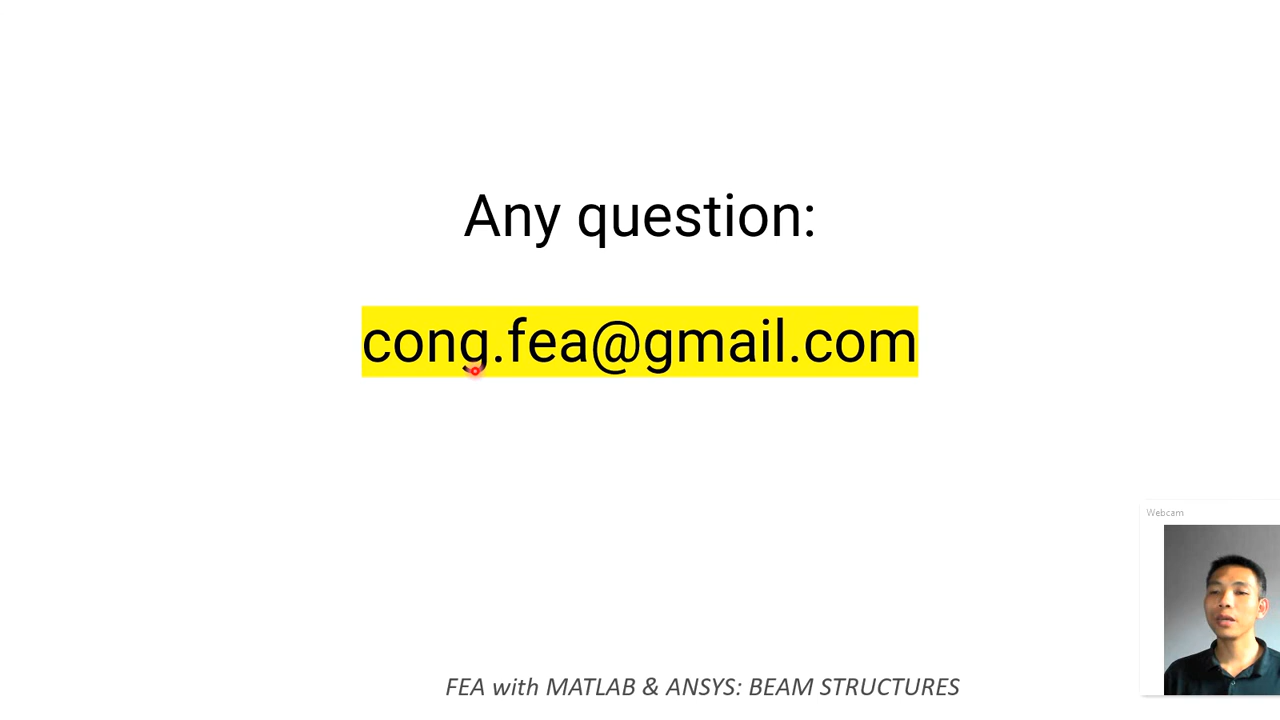 Any question:
cong.fea@gmail.com
Webcam
FEA with MATLAB & ANSYS: BEAM STRUCTURES